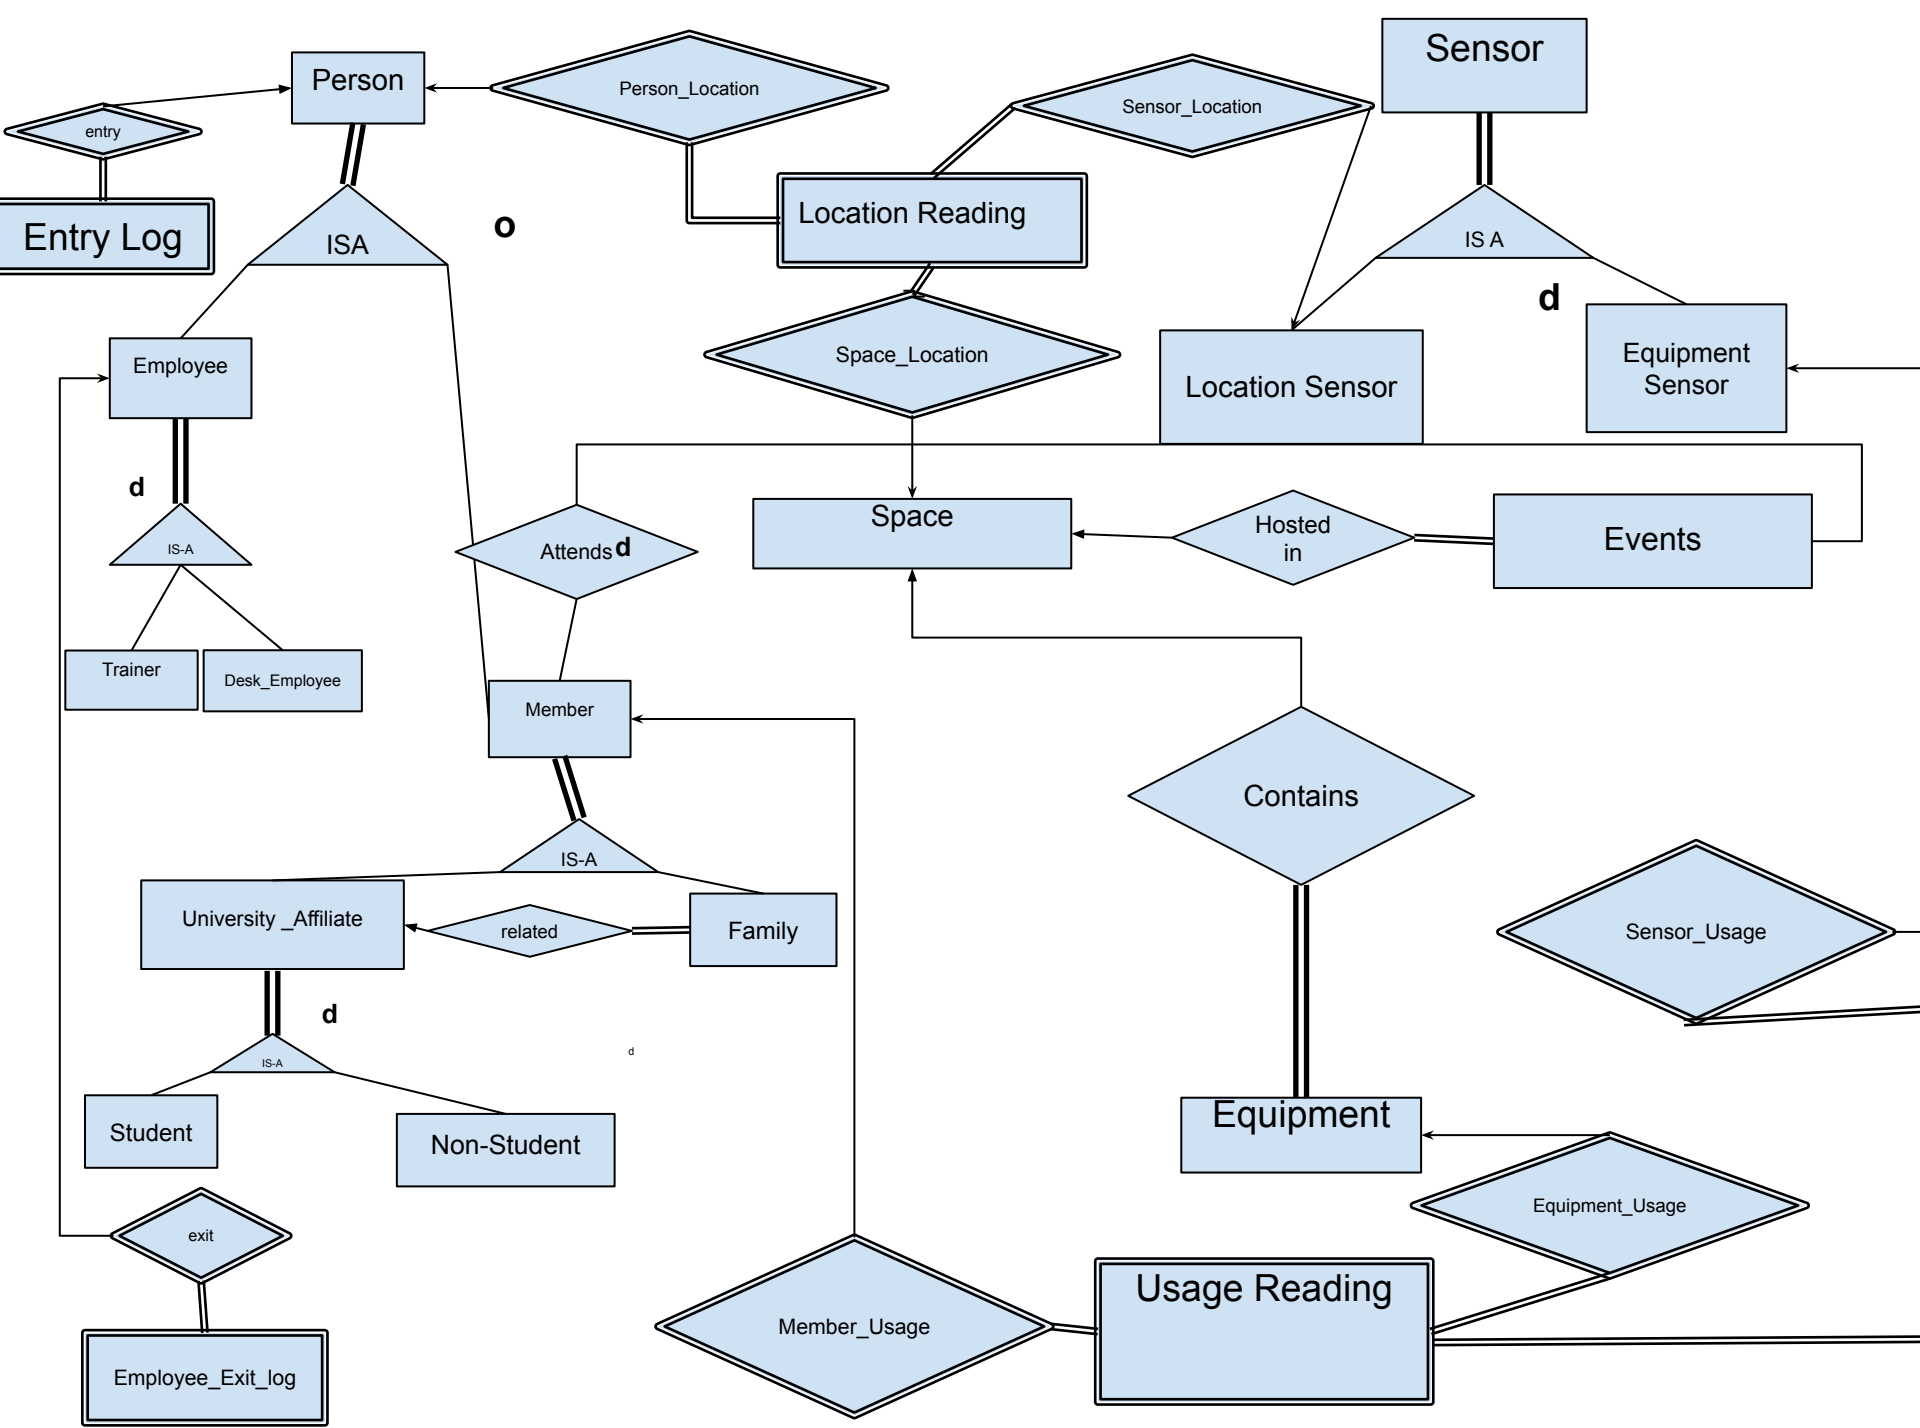 Sensor
Person
Person_Location
Sensor_Location
entry
Location Reading
o
Entry Log
ISA
IS A
d
Employee
Space_Location
Equipment
Sensor
Location Sensor
d
Space
Hosted
in
Events
IS-A
Attends
d
Trainer
Desk_Employee
Member
Contains
IS-A
University _Affiliate
related
Family
Sensor_Usage
d
d
IS-A
Equipment
Student
Non-Student
Equipment_Usage
exit
Usage Reading
Member_Usage
Employee_Exit_log